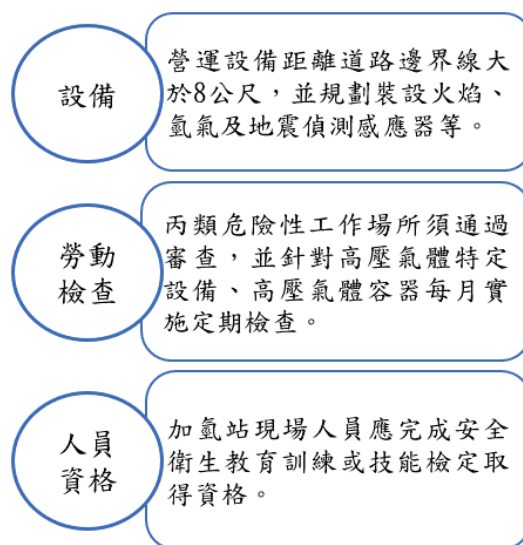 設備
營運設備距離道路邊界線大
於8公尺，並規劃裝設火焰、
氫氣及地震偵測感應器等。
勞動
檢查
丙類危險性工作場所須通過
審查，並針對高壓氣體特定
設備、高壓氣體容器每月實
施定期檢查。
人員
資格
加氫站現場人員應完成安全
衛生教育訓練或技能檢定取
得資格。